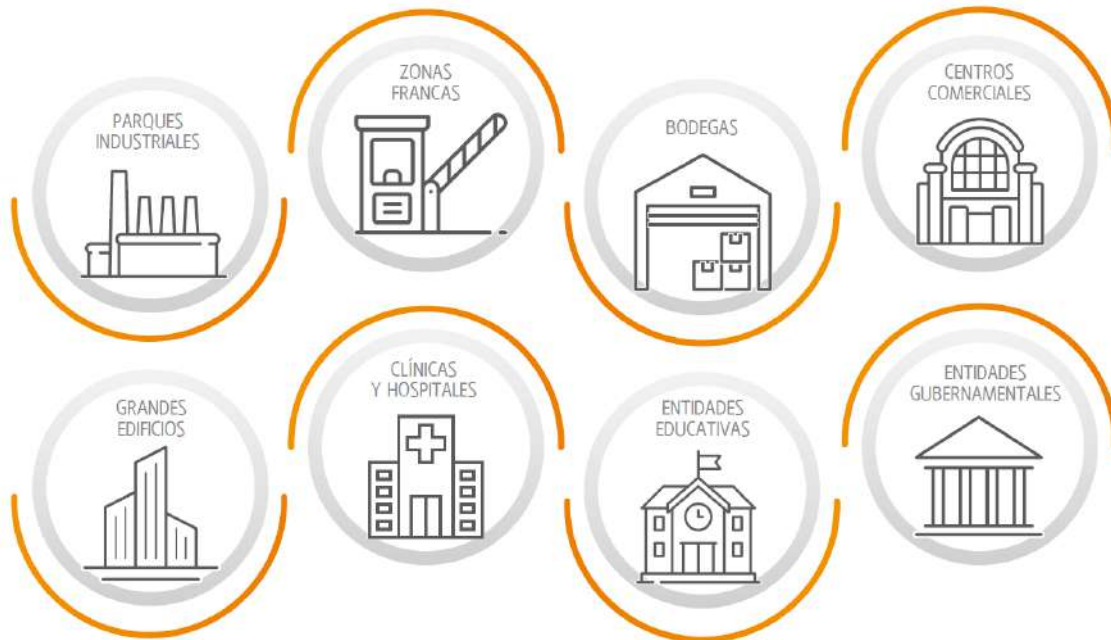 PARQUES
INDUSTRIALES
ZONAS
FRANCAS
BODEGAS
CENTROS
COMERCIALES
GRANDES
EDIFICIOS
CLÍNICAS
Y HOSPITALES
ENTIDADES
EDUCATIVAS
ENTIDADES
GUBERNAMENTALES